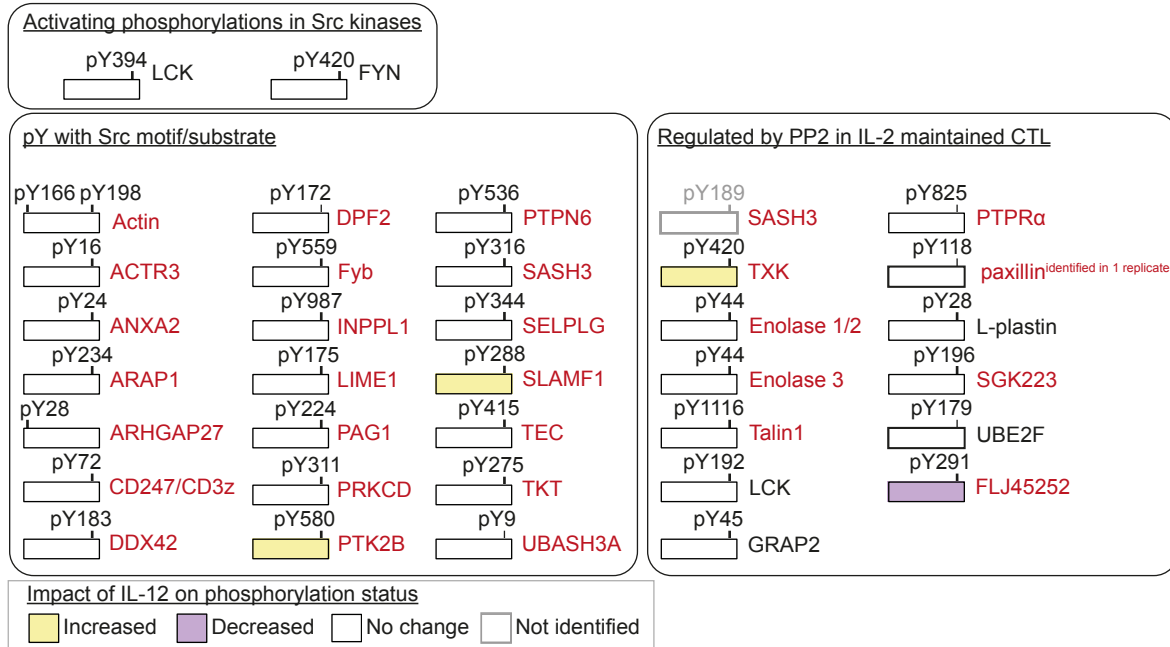 Activating phosphorylations in Src kinases
pY394
LCK
pY420
FYN
pY with Src motif/substrate
pY166 pY198
Actin
pY16
ACTR3
pY24
ANXA2
pY234
ARAP1
pY28
ARHGAP27
pY72
CD247/CD3z
pY183
DDX42
pY172
DPF2
pY559
Fyb
pY987
INPPL1
pY175
LIME1
pY224
PAG1
pY311
PRKCD
pY580
PTK2B
pY536
PTPN6
pY316
SASH3
pY344
SELPLG
pY288
SLAMF1
pY415
TEC
pY275
TKT
pY9
UBASH3A
Regulated by PP2 in IL-2 maintained CTL
pY189
SASH3
pY420
TXK
pY44
Enolase 1/2
pY44
Enolase 3
pY1116
Talin1
pY192
LCK
pY45
GRAP2
pY825
PTPRα
pY118
paxillin identified in 1 replicate
pY28
L-plastin
pY196
SGK223
pY179
UBE2F
pY291
FLJ45252
Impact of IL-12 on phosphorylation status
Increased Decreased No change Not identified